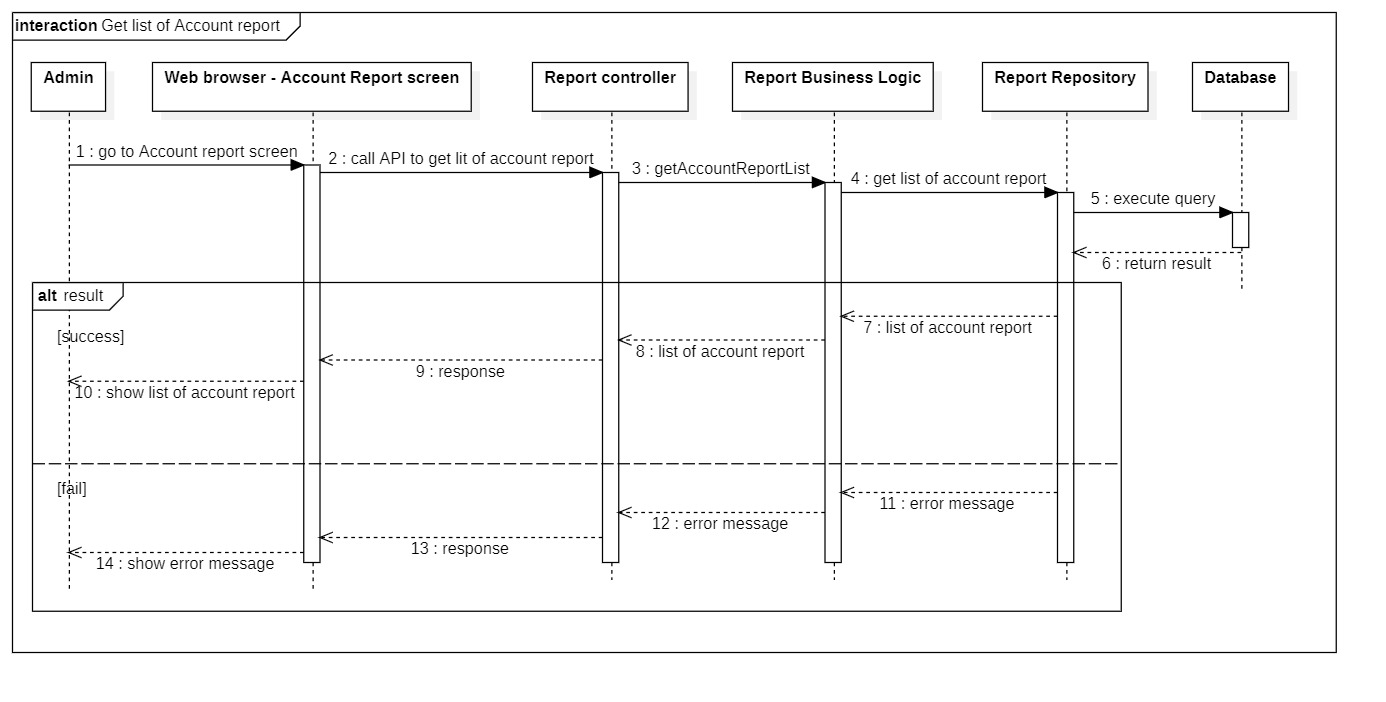 interaction Get list of Account report
Admin
Web browser - Account Report screen
Report controller
Report Business Logic
Report Repository
Database
1 : go to Account report screen
2 : call API to get lit of account report
3 : getAccountReportList
4 : get list of account report
5 : execute query
6 : return result
alt result
[success]
7 : list of account report
8 : list of account report
9 : response
10 : show list of account report
[fail]
11 : error message
12 : error message
13 : response
14 : show error message